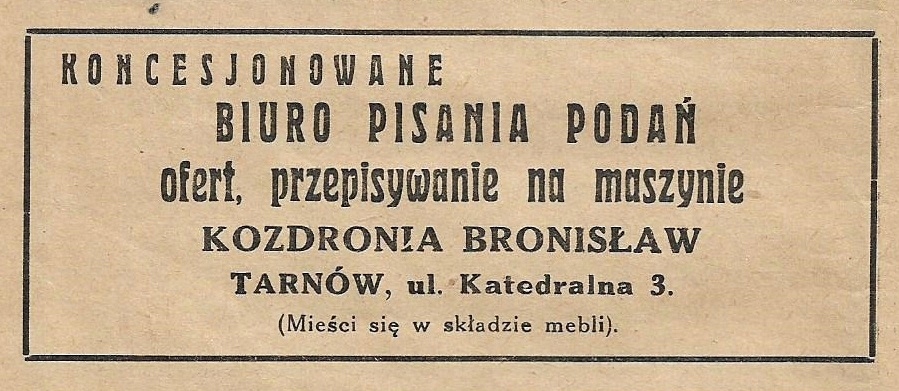 KONCESJONOWANE
BIURO PISANIA PODAŃ
ofert, przepisywanie na maszynie
KOZDRONIA BRONISŁAW
TARNÓW, ul. Katedralna 3.
(Mieści się w składzie mebli).